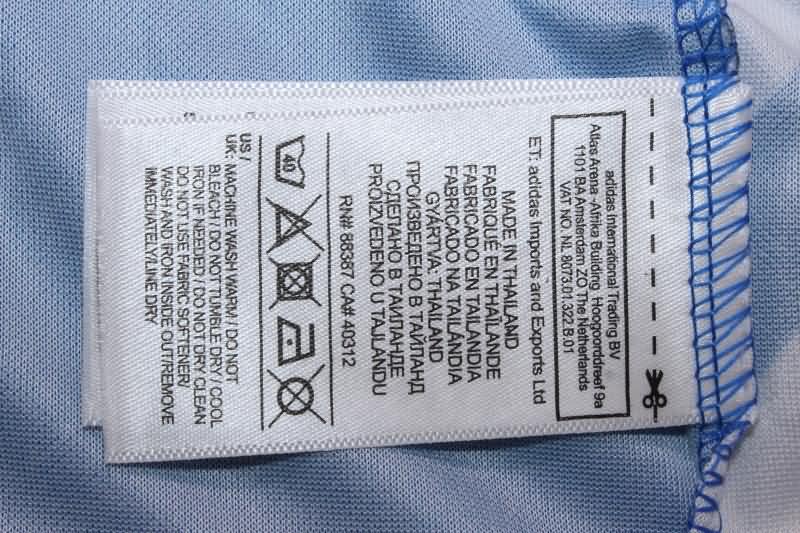 adidas International Trading BV
Atlas Arena -Afrika Building Hoogoorddreef 9a
1101 BA Amsterdam ZO The Netherlands
VAT NO. NL 8073.01.322.B.01
ET: adidas Imports and Exports Ltd
MADE IN THAILAND
FABRIQUÉ EN THAÏLANDE
FABRICADO EN TAILANDIA
FABRICADO NA TAILÂNDIA
GYÁRTVA: THAILAND
ПРОИЗВЕДЕНО В ТАЙЛАНД
СДЕЛАНО В ТАИЛАНДЕ
PROIZVEDENO U TAJLANDU
RN# 88387 CA# 40312
40
US /
UK: MACHINE WASH WARM / DO NOT
BLEACH / DO NOT TUMBLE DRY / COOL
IRON IF NEEDED / DO NOT DRY CLEAN
DO NOT USE FABRIC SOFTENER/
WASH AND IRON INSIDE OUT/REMOVE
IMMEDIATELY/LINE DRY